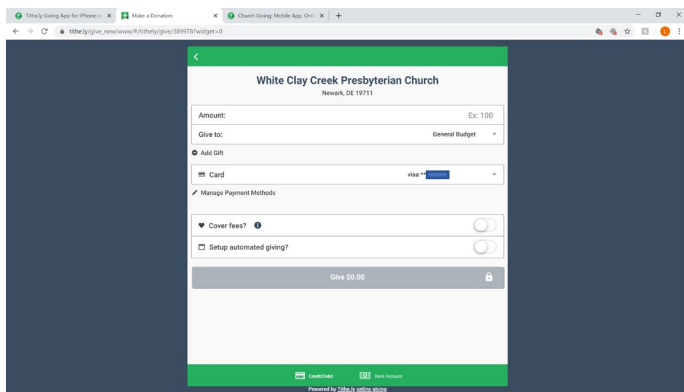 Tithe.ly Giving App for iPhone o
Make a Donation
Church Giving: Mobile App, Onli
tithe.ly/give_new/www/#/tithely/give/389978?widget=0
White Clay Creek Presbyterian Church
Newark, DE 19711
Amount: Ex: 100
Give to: General Budget
Add Gift
Card visa **
Manage Payment Methods
Cover fees?
Setup automated giving?
Give $0.00
Credit/Debit Bank Account
Powered by Tithe.ly online giving